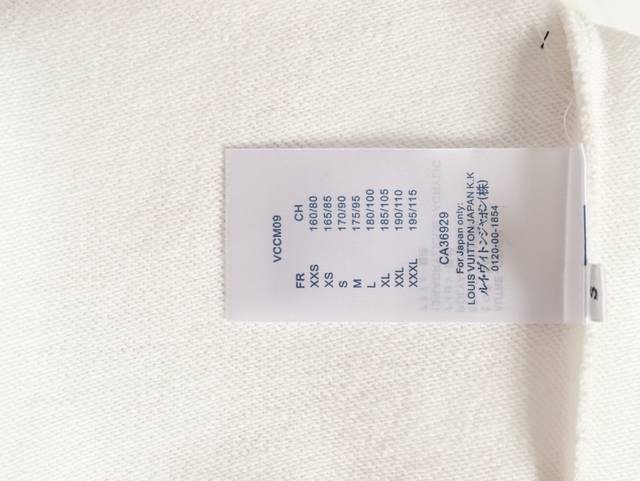 VCCM09
FR CH
XXS 160/80
XS 165/85
S 170/90
M 175/95
L 180/100
XL 185/105
XXL 190/110
XXXL 195/115
CA36929
For Japan only:
LOUIS VUITTON JAPAN K.K
ルイ・ヴィトンジャポン(株)
0120-00-1854
S